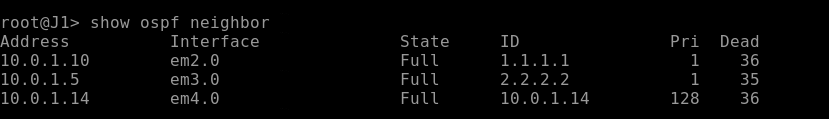 root@J1> show ospf neighbor
Address          Interface              State     ID               Pri  Dead
10.0.1.10        em2.0                  Full      1.1.1.1            1    36
10.0.1.5         em3.0                  Full      2.2.2.2            1    35
10.0.1.14        em4.0                  Full      10.0.1.14        128    36